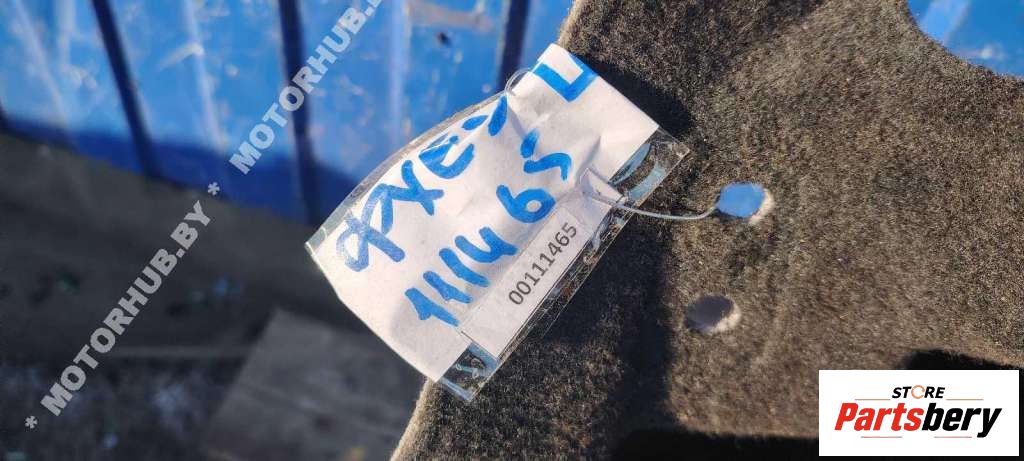 * MOTORHUB.BY * MOTORHUB.BY
111465
00111465
STORE
Partsbery